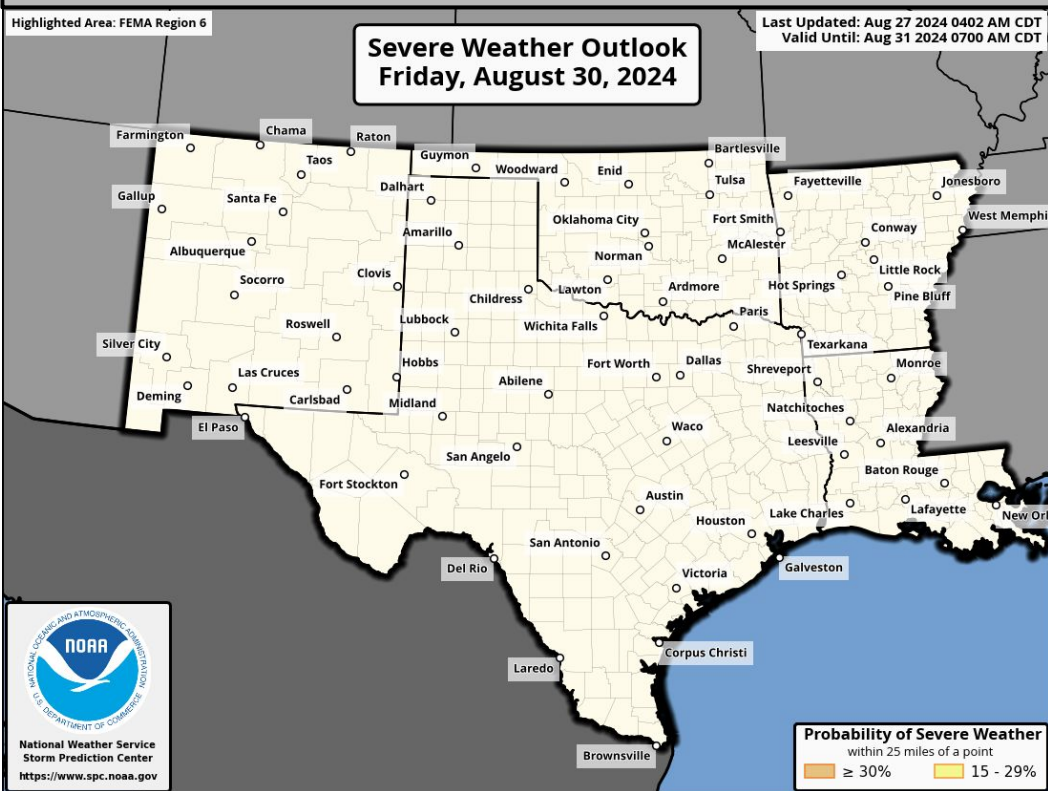 Highlighted Area: FEMA Region 6
Last Updated: Aug 27 2024 0402 AM CDT
Valid Until: Aug 31 2024 0700 AM CDT
Severe Weather Outlook
Friday, August 30, 2024
Farmington
Chama
Raton
Taos
Guymon
Woodward
Enid
Bartlesville
Tulsa
Fayetteville
Jonesboro
Gallup
Santa Fe
Dalhart
Albuquerque
Amarillo
Oklahoma City
Norman
Fort Smith
McAlester
Conway
West Memphi
Socorro
Clovis
Childress
Lawton
Ardmore
Hot Springs
Little Rock
Pine Bluff
Roswell
Lubbock
Wichita Falls
Paris
Texarkana
Silver City
Las Cruces
Hobbs
Abilene
Fort Worth
Dallas
Shreveport
Monroe
Deming
Carlsbad
Midland
El Paso
Waco
Natchitoches
Alexandria
San Angelo
Leesville
Fort Stockton
Baton Rouge
Austin
Houston
Lake Charles
Lafayette
New Orl
San Antonio
Del Rio
Galveston
Victoria
Laredo
Corpus Christi
Brownsville
NATIONAL OCEANIC AND ATMOSPHERIC ADMINISTRATION
NOAA
U.S. DEPARTMENT OF COMMERCE
National Weather Service
Storm Prediction Center
https://www.spc.noaa.gov
Probability of Severe Weather
within 25 miles of a point
≥ 30%
15 - 29%